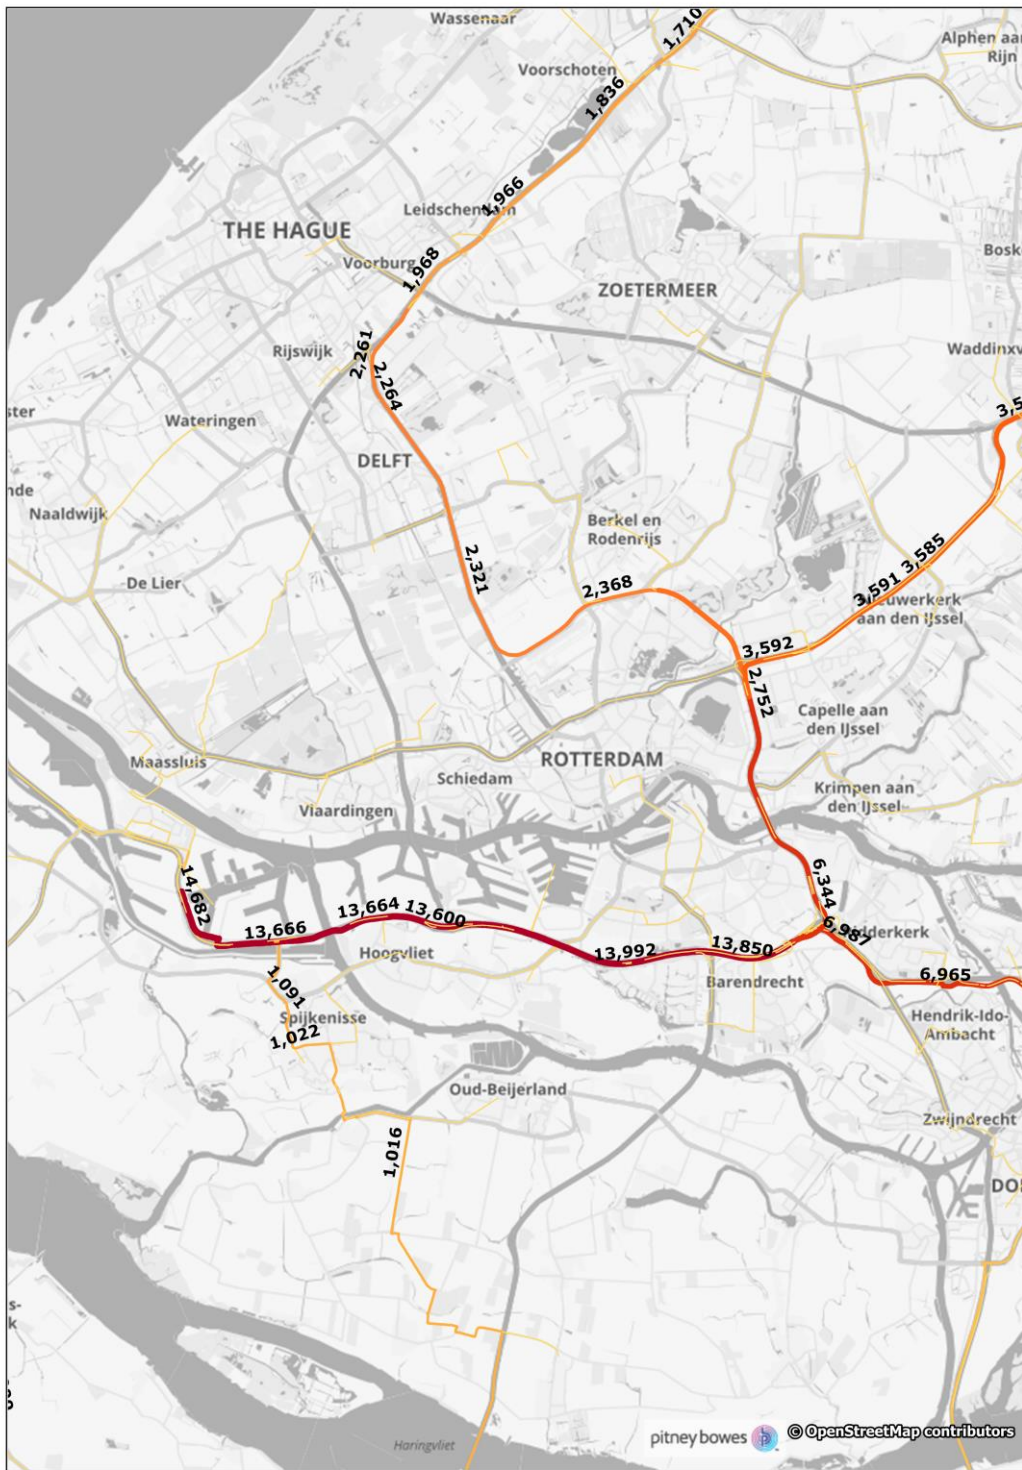 Wassenaar
1,710
Alphen aan
Rijn
Voorschoten
1,836
1,966
Leidschendam
THE HAGUE
Voorburg
1,968
ZOETERMEER
2,261
Rijswijk
2,264
Waddinxv
3,5
ster
Wateringen
DELFT
nde
Naaldwijk
Berkel en
Rodenrijs
2,321
De Lier
2,368
3,585
3,591
aan den IJssel
3,592
2,752
Capelle aan
den IJssel
ROTTERDAM
Maassluis
Schiedam
Krimpen aan
den IJssel
14,682
6,344
13,664
13,600
13,666
6,987
Hoogvliet
13,992
13,850
6,965
1,091
Barendrecht
Spijkenisse
Hendrik-Ido-
Ambacht
1,022
Oud-Beijerland
Zwijndrecht
1,016
s-
k
Haringvliet
pitney bowes
© OpenStreetMap contributors